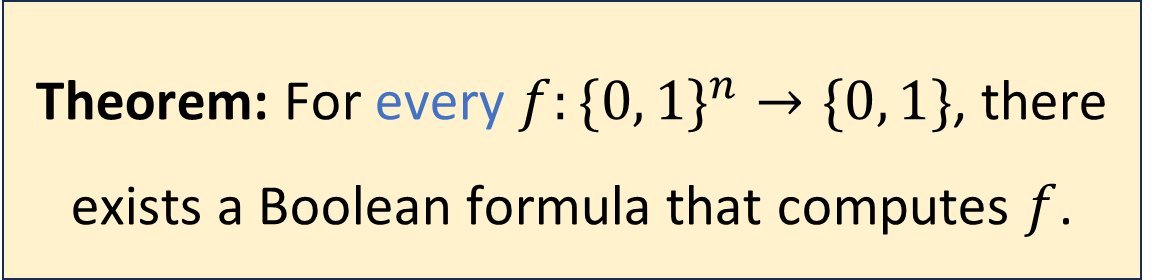 Theorem: For every 𝑓: {0, 1}ⁿ → {0, 1}, there
exists a Boolean formula that computes 𝑓.